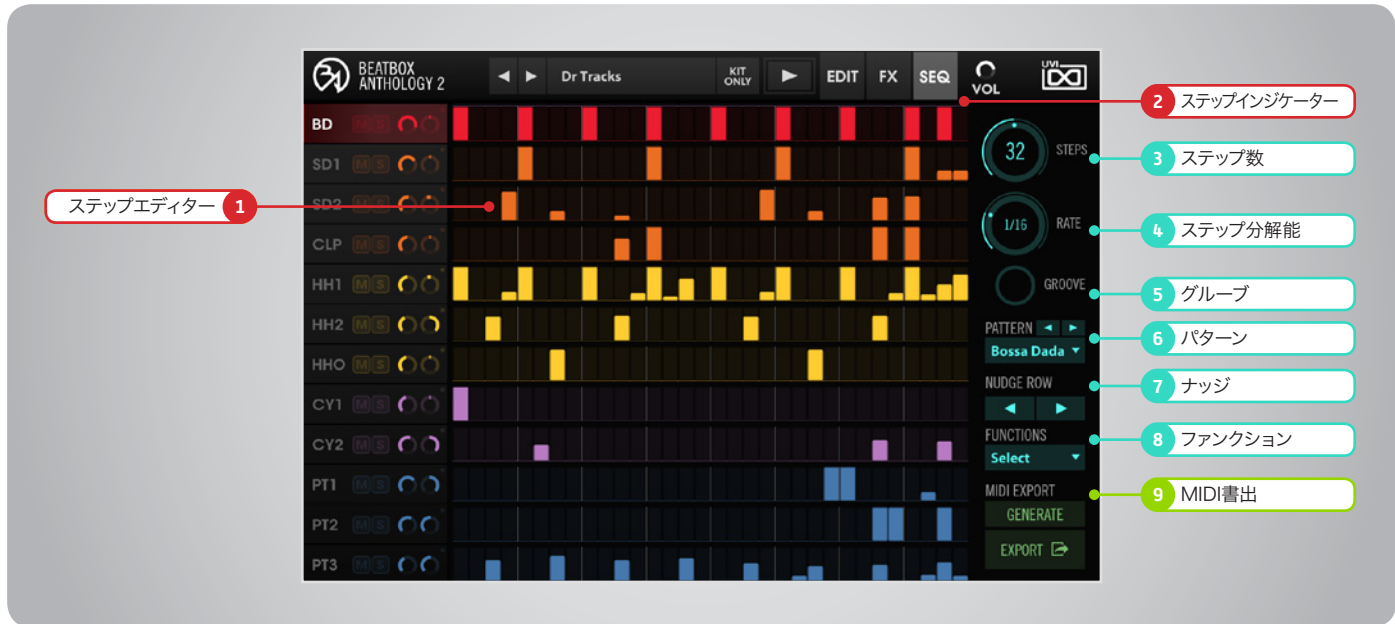 BEATBOX
ANTHOLOGY 2
◀ ▶ Dr Tracks KIT ONLY ▶ EDIT FX SEQ VOL UVI
2 ステップインジケーター
BD M S
32 STEPS
3 ステップ数
SD1 M S
ステップエディター 1
SD2 M S
1/16 RATE
4 ステップ分解能
CLP M S
HH1 M S
GROOVE
5 グルーブ
HH2 M S
PATTERN ◀ ▶
Bossa Dada ▼
6 パターン
HHO M S
NUDGE ROW
◀ ▶
7 ナッジ
CY1 M S
CY2 M S
FUNCTIONS
Select ▼
8 ファンクション
PT1 M S
MIDI EXPORT
9 MIDI書出
GENERATE
PT2 M S
EXPORT
PT3 M S